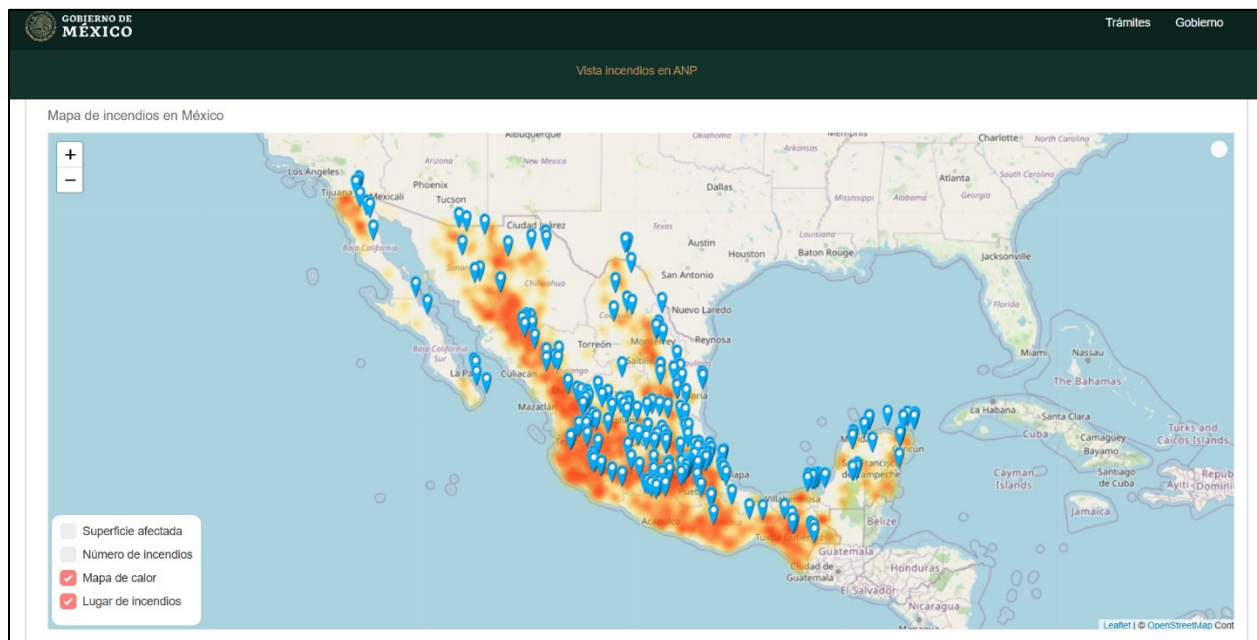 GOBIERNO DE
MÉXICO
Trámites Gobierno
Vista incendios en ANP
Mapa de incendios en México
+
−
Albuquerque
Oklahoma
Memphis
Charlotte
North Carolina
Arkansas
Los Angeles
Arizona
New Mexico
Phoenix
Atlanta
South Carolina
Tijuana
Mexicali
Tucson
Dallas
Mississippi
Alabama
Georgia
Ciudad Juárez
Texas
Austin
Louisiana
Baja California
Houston
Baton Rouge
Jacksonville
San Antonio
Chihuahua
Florida
Nuevo Laredo
Torreón
Reynosa
Baja California
Sur
Saltillo
Miami
Nassau
Culiacán
The Bahamas
Mazatlán
La Habana
Santa Clara
Cuba
Camaguey
Turks and
Caicos Islands
Bayamo
Cayman
Islands
Santiago
de Cuba
Villahermosa
Acapulco
Belize
Jamaica
Guatemala
Ciudad de
Guatemala
Honduras
El Salvador
Nicaragua
Superficie afectada
Número de incendios
Mapa de calor
Lugar de incendios
Leaflet | © OpenStreetMap Cont